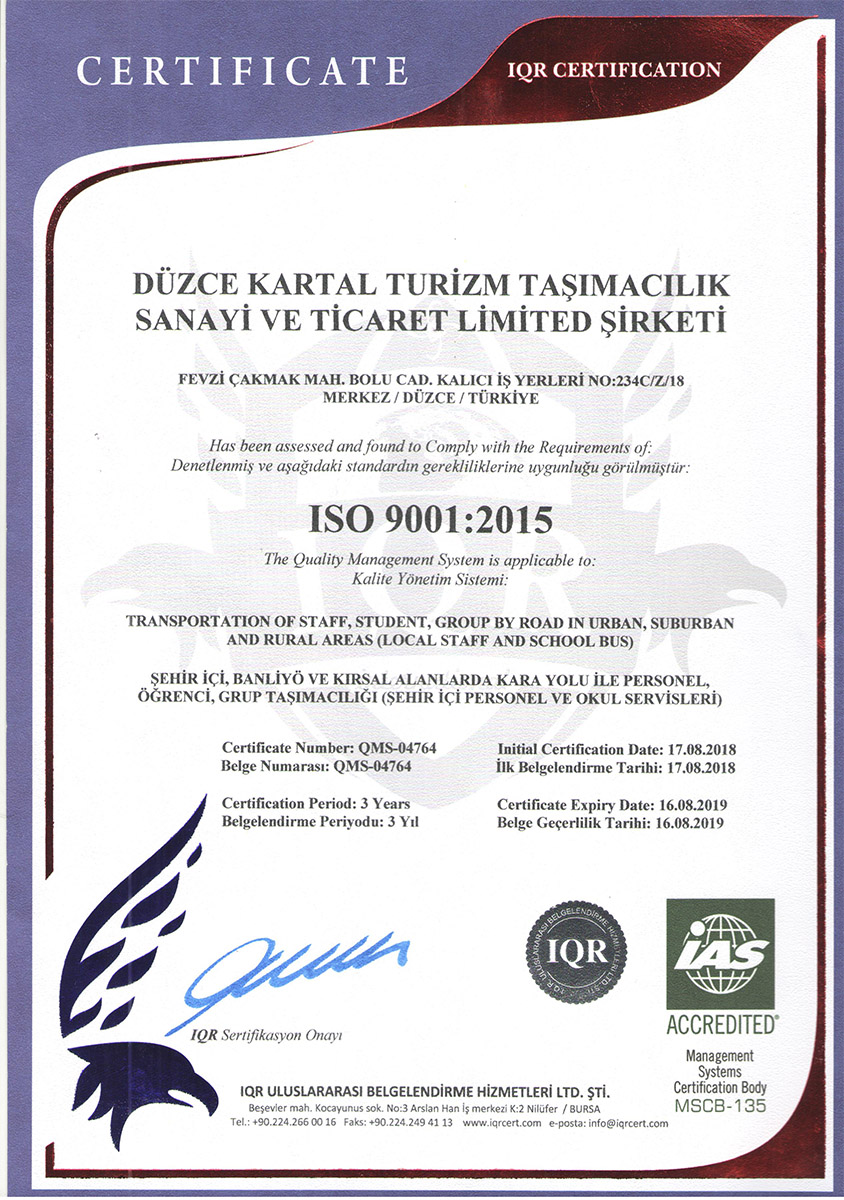 CERTIFICATE
IQR CERTIFICATION
DÜZCE KARTAL TURİZM TAŞIMACILIK
SANAYİ VE TİCARET LİMİTED ŞİRKETİ
FEVZİ ÇAKMAK MAH. BOLU CAD. KALICI İŞ YERLERİ NO:234C/Z/18
MERKEZ / DÜZCE / TÜRKİYE
Has been assessed and found to Comply with the Requirements of:
Denetlenmiş ve aşağıdaki standardın gerekliliklerine uygunluğu görülmüştür:
ISO 9001:2015
The Quality Management System is applicable to:
Kalite Yönetim Sistemi:
TRANSPORTATION OF STAFF, STUDENT, GROUP BY ROAD IN URBAN, SUBURBAN
AND RURAL AREAS (LOCAL STAFF AND SCHOOL BUS)
ŞEHİR İÇİ, BANLİYÖ VE KIRSAL ALANLARDA KARA YOLU İLE PERSONEL,
ÖĞRENCİ, GRUP TAŞIMACILIĞI (ŞEHİR İÇİ PERSONEL VE OKUL SERVİSLERİ)
Certificate Number: QMS-04764
Belge Numarası: QMS-04764
Initial Certification Date: 17.08.2018
İlk Belgelendirme Tarihi: 17.08.2018
Certification Period: 3 Years
Belgelendirme Periyodu: 3 Yıl
Certificate Expiry Date: 16.08.2019
Belge Geçerlilik Tarihi: 16.08.2019
IQR Sertifikasyon Onayı
IQR ULUSLARARASI BELGELENDİRME HİZMETLERİ LTD. ŞTİ.
IQR
IAS
ACCREDITED®
Management
Systems
Certification Body
MSCB-135
IQR ULUSLARARASI BELGELENDİRME HİZMETLERİ LTD. ŞTİ.
Beşevler mah. Kocayunus sok. No:3 Arslan Han İş merkezi K:2 Nilüfer / BURSA
Tel.: +90.224.266 00 16 Faks: +90.224.249 41 13 www.iqrcert.com e-posta: info@iqrcert.com